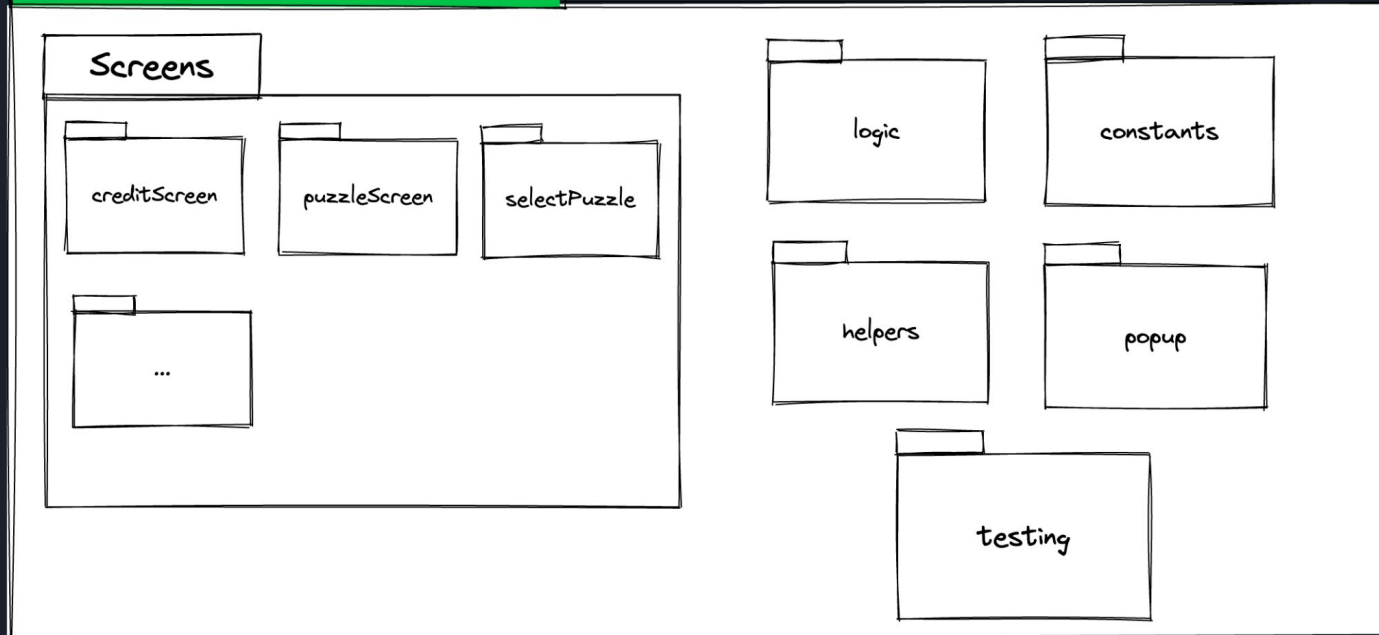 Screens
creditScreen
puzzleScreen
selectPuzzle
...
logic
constants
helpers
popup
testing